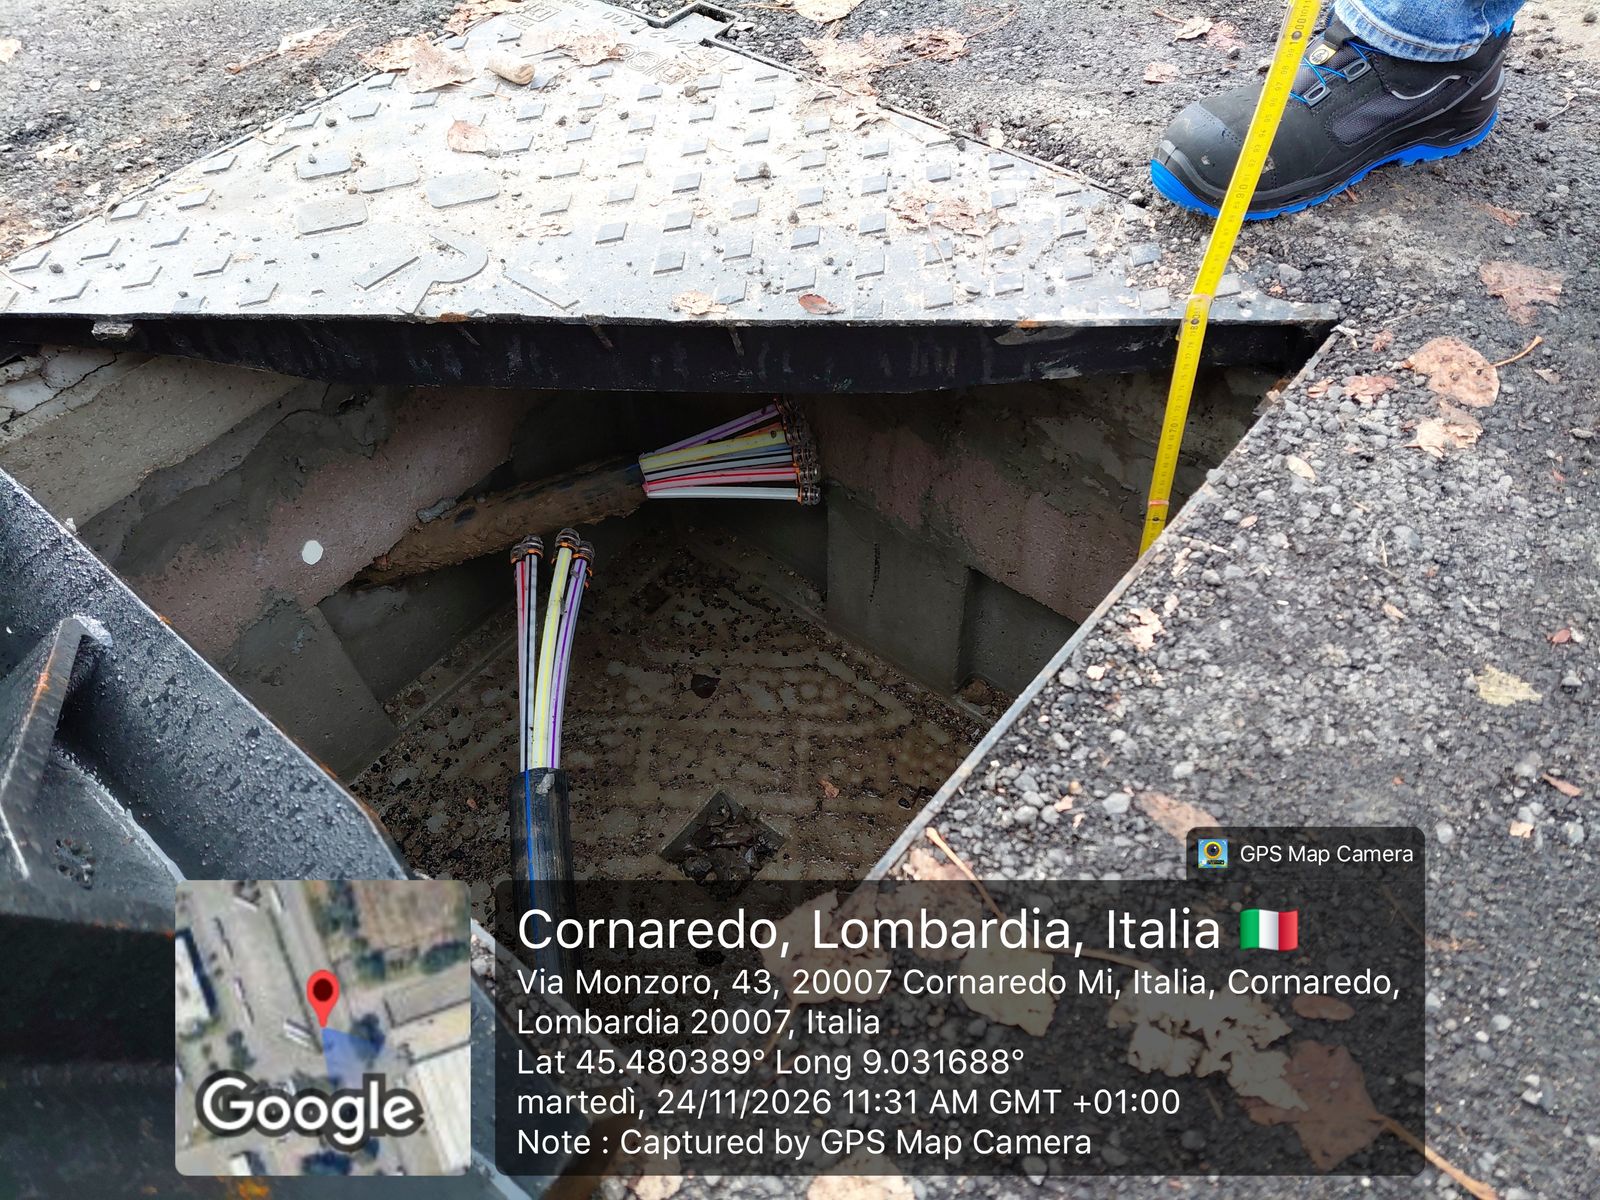 GPS Map Camera
Cornaredo, Lombardia, Italia 🇮🇹
Via Monzoro, 43, 20007 Cornaredo Mi, Italia, Cornaredo,
Lombardia 20007, Italia
Lat 45.480389° Long 9.031688°
martedì, 24/11/2026 11:31 AM GMT +01:00
Note : Captured by GPS Map Camera
Google